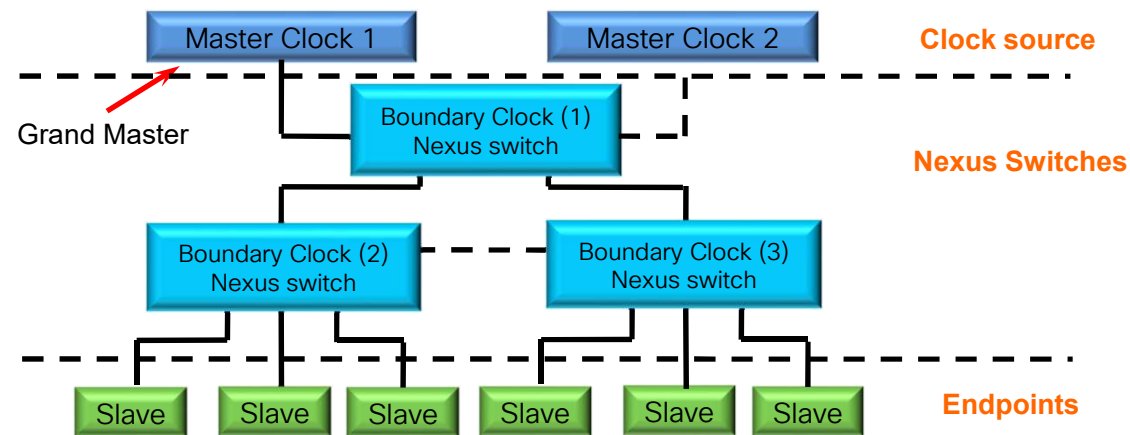 Master Clock 1
Master Clock 2
Clock source
Grand Master
Boundary Clock (1)
Nexus switch
Nexus Switches
Boundary Clock (2)
Nexus switch
Boundary Clock (3)
Nexus switch
Slave
Slave
Slave
Slave
Slave
Slave
Endpoints